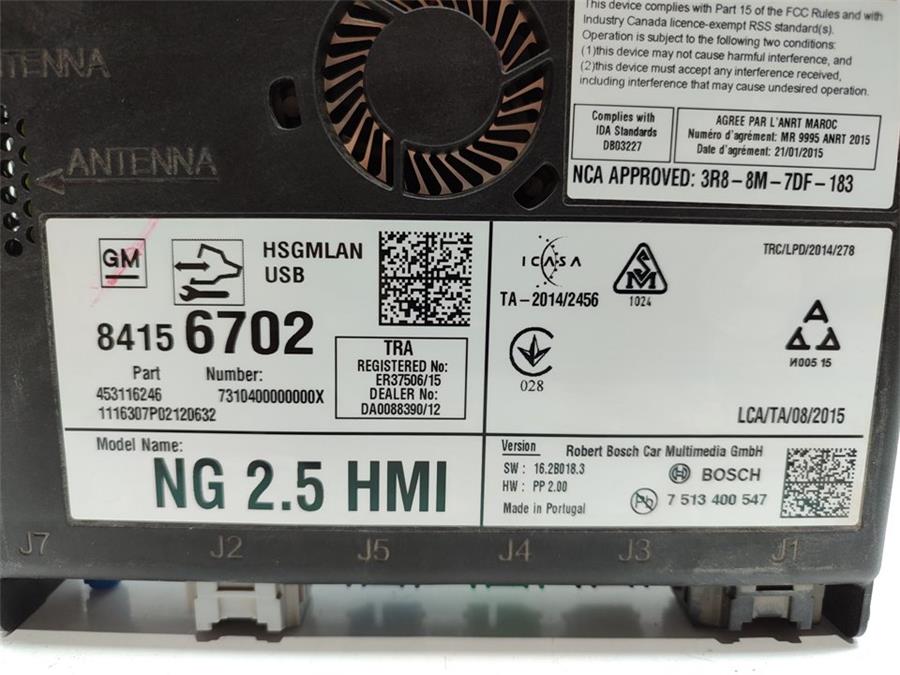 This device complies with Part 15 of the FCC Rules and with
Industry Canada licence-exempt RSS standard(s).
Operation is subject to the following two conditions:
(1)this device may not cause harmful interference, and
(2)this device must accept any interference received,
including interference that may cause undesired operation.
Complies with
IDA Standards
DB03227
AGREE PAR L'ANRT MAROC
Numéro d'agrément: MR 9995 ANRT 2015
Date d'agrément: 21/01/2015
NCA APPROVED: 3R8-8M-7DF-183
TENNA
ANTENNA
GM
HSGMLAN
USB
8415 6702
Part Number:
453116246 7310400000000X
1116307P02120632
TRA
REGISTERED No:
ER37506/15
DEALER No:
DA0088390/12
ICASA
TA-2014/2456
1024
TRC/LPD/2014/278
028
И005 15
LCA/TA/08/2015
Model Name:
NG 2.5 HMI
Version
SW : 16.2B018.3
HW : PP 2.00
Made in Portugal
Robert Bosch Car Multimedia GmbH
BOSCH
Pb 7 513 400 547
J7 J2 J5 J4 J3 J1